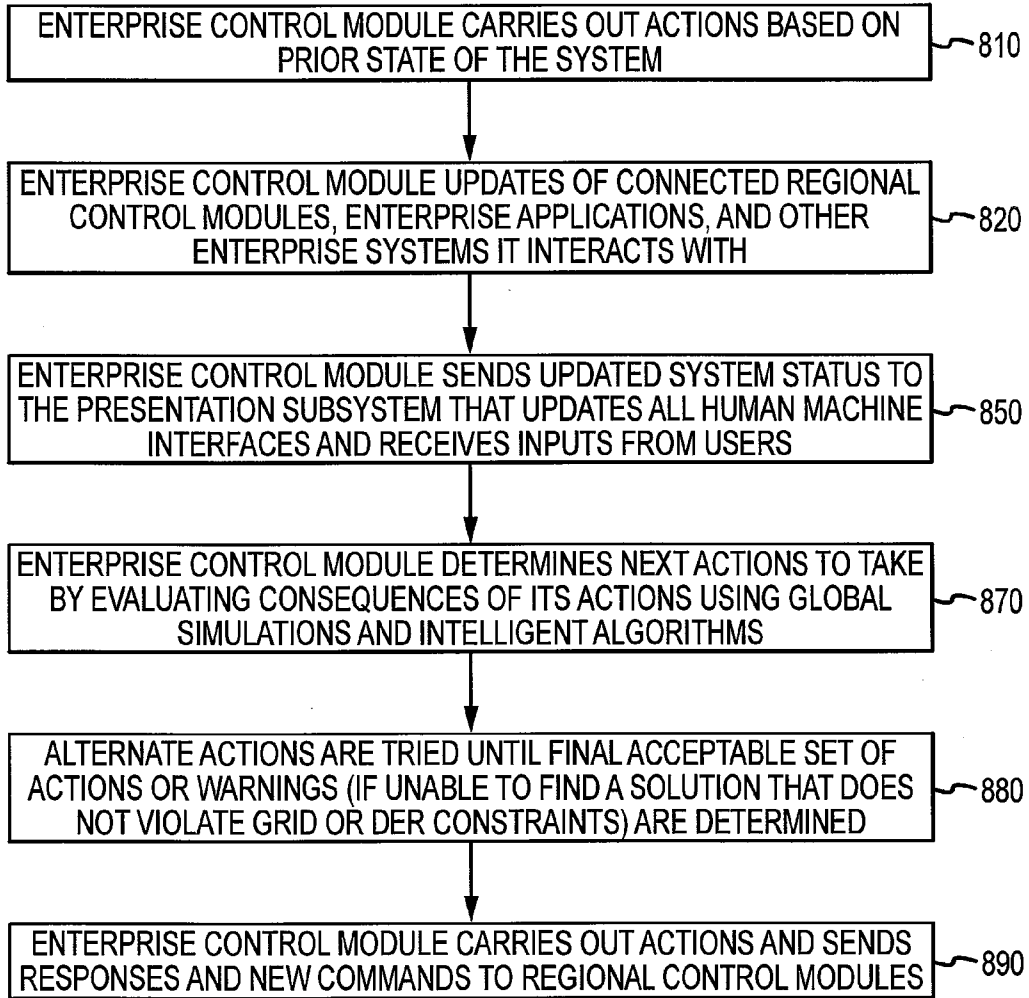 ENTERPRISE CONTROL MODULE CARRIES OUT ACTIONS BASED ON
PRIOR STATE OF THE SYSTEM
810
ENTERPRISE CONTROL MODULE UPDATES OF CONNECTED REGIONAL
CONTROL MODULES, ENTERPRISE APPLICATIONS, AND OTHER
ENTERPRISE SYSTEMS IT INTERACTS WITH
820
ENTERPRISE CONTROL MODULE SENDS UPDATED SYSTEM STATUS TO
THE PRESENTATION SUBSYSTEM THAT UPDATES ALL HUMAN MACHINE
INTERFACES AND RECEIVES INPUTS FROM USERS
850
ENTERPRISE CONTROL MODULE DETERMINES NEXT ACTIONS TO TAKE
BY EVALUATING CONSEQUENCES OF ITS ACTIONS USING GLOBAL
SIMULATIONS AND INTELLIGENT ALGORITHMS
870
ALTERNATE ACTIONS ARE TRIED UNTIL FINAL ACCEPTABLE SET OF
ACTIONS OR WARNINGS (IF UNABLE TO FIND A SOLUTION THAT DOES
NOT VIOLATE GRID OR DER CONSTRAINTS) ARE DETERMINED
880
ENTERPRISE CONTROL MODULE CARRIES OUT ACTIONS AND SENDS
RESPONSES AND NEW COMMANDS TO REGIONAL CONTROL MODULES
890